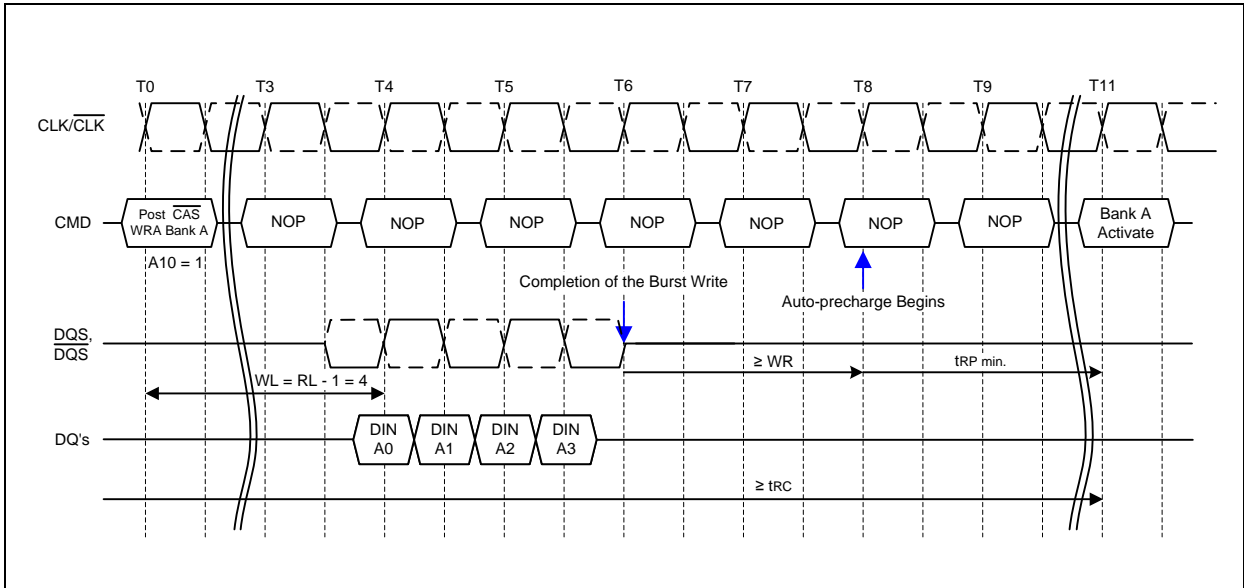 T0 T3 T4 T5 T6 T7 T8 T9 T11
CLK/CLK
CMD
Post CAS
WRA Bank A
NOP NOP NOP NOP NOP NOP NOP
Bank A
Activate
A10 = 1
Completion of the Burst Write
Auto-precharge Begins
DQS,
DQS
≥ WR
tRP min.
WL = RL - 1 = 4
DQ's
DIN
A0
DIN
A1
DIN
A2
DIN
A3
≥ tRC